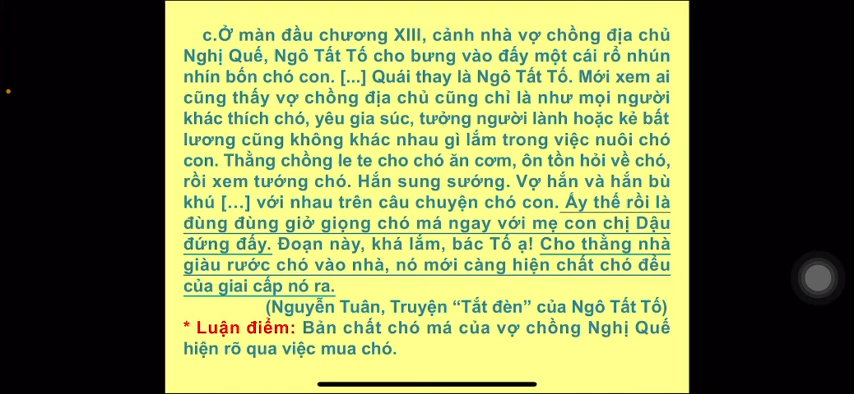 c.Ở màn đầu chương XIII, cảnh nhà vợ chồng địa chủ
Nghị Quế, Ngô Tất Tố cho bưng vào đấy một cái rổ nhún
nhín bốn chó con. [...] Quái thay là Ngô Tất Tố. Mới xem ai
cũng thấy vợ chồng địa chủ cũng chỉ là như mọi người
khác thích chó, yêu gia súc, tưởng người lành hoặc kẻ bất
lương cũng không khác nhau gì lắm trong việc nuôi chó
con. Thằng chồng le te cho chó ăn cơm, ôn tồn hỏi về chó,
rồi xem tướng chó. Hắn sung sướng. Vợ hắn và hắn bù
khú [...] với nhau trên câu chuyện chó con. Ấy thế rồi là
đùng đùng giở giọng chó má ngay với mẹ con chị Dậu
đứng đấy. Đoạn này, khá lắm, bác Tố ạ! Cho thằng nhà
giàu rước chó vào nhà, nó mới càng hiện chất chó đểu
của giai cấp nó ra.
(Nguyễn Tuân, Truyện “Tắt đèn” của Ngô Tất Tố)
* Luận điểm: Bản chất chó má của vợ chồng Nghị Quế
hiện rõ qua việc mua chó.